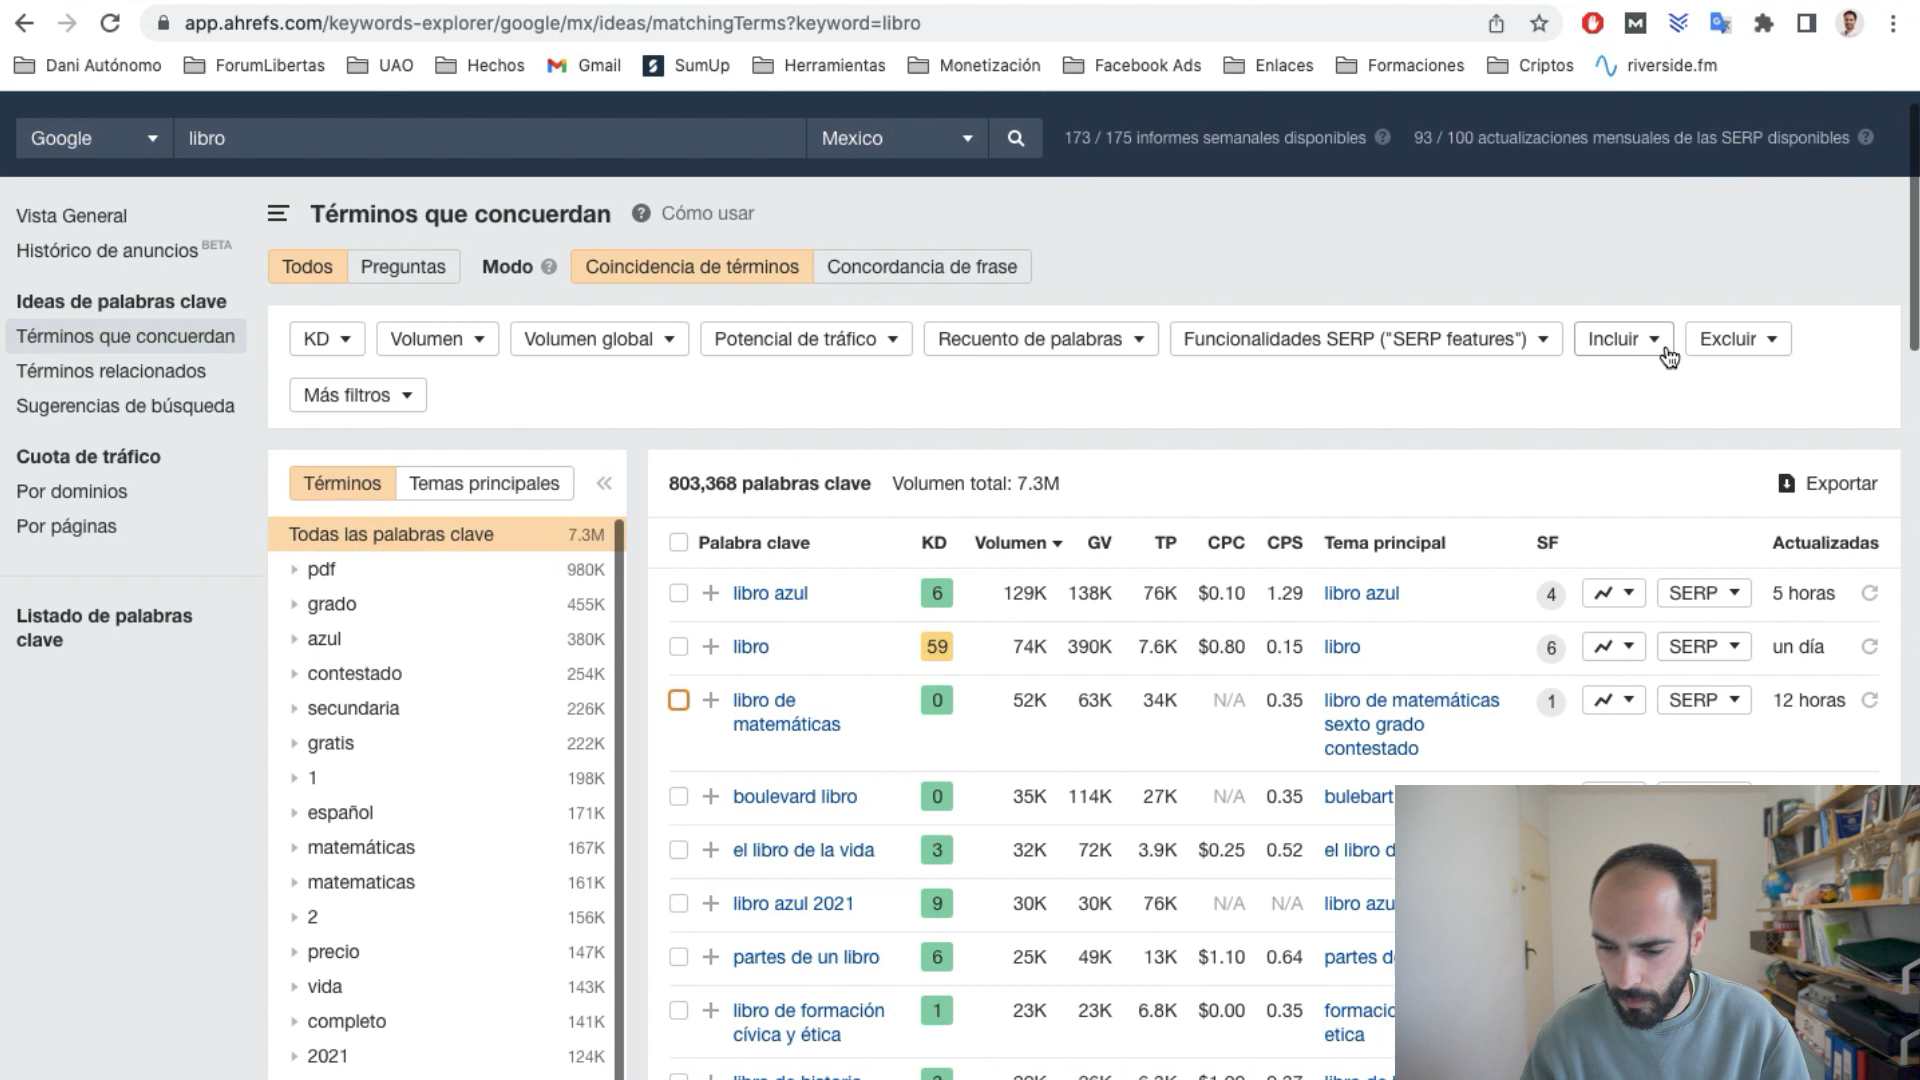 app.ahrefs.com/keywords-explorer/google/mx/ideas/matchingTerms?keyword=libro
Dani Autónomo ForumLibertas UAO Hechos Gmail SumUp Herramientas Monetización Facebook Ads Enlaces Formaciones Criptos riverside.fm
Google libro Mexico 173 / 175 informes semanales disponibles 93 / 100 actualizaciones mensuales de las SERP disponibles
Vista General
Histórico de anuncios BETA
Ideas de palabras clave
Términos que concuerdan
Términos relacionados
Sugerencias de búsqueda
Cuota de tráfico
Por dominios
Por páginas
Listado de palabras
clave
Términos que concuerdan Cómo usar
Todos Preguntas Modo Coincidencia de términos Concordancia de frase
KD Volumen Volumen global Potencial de tráfico Recuento de palabras Funcionalidades SERP ("SERP features") Incluir Excluir
Más filtros
Términos Temas principales
Todas las palabras clave 7.3M
pdf 980K
grado 455K
azul 380K
contestado 254K
secundaria 226K
gratis 222K
1 198K
español 171K
matemáticas 167K
matematicas 161K
2 156K
precio 147K
vida 143K
completo 141K
2021 124K
803,368 palabras clave Volumen total: 7.3M Exportar
Palabra clave KD Volumen GV TP CPC CPS Tema principal SF Actualizadas
libro azul 6 129K 138K 76K $0.10 1.29 libro azul 4 SERP 5 horas
libro 59 74K 390K 7.6K $0.80 0.15 libro 6 SERP un día
libro de 0 52K 63K 34K N/A 0.35 libro de matemáticas 1 SERP 12 horas
matemáticas sexto grado
contestado
boulevard libro 0 35K 114K 27K N/A 0.35 bulebart
el libro de la vida 3 32K 72K 3.9K $0.25 0.52 el libro d
libro azul 2021 9 30K 30K 76K N/A N/A libro azu
partes de un libro 6 25K 49K 13K $1.10 0.64 partes d
libro de formación 1 23K 23K 6.8K $0.00 0.35 formacio
cívica y ética etica